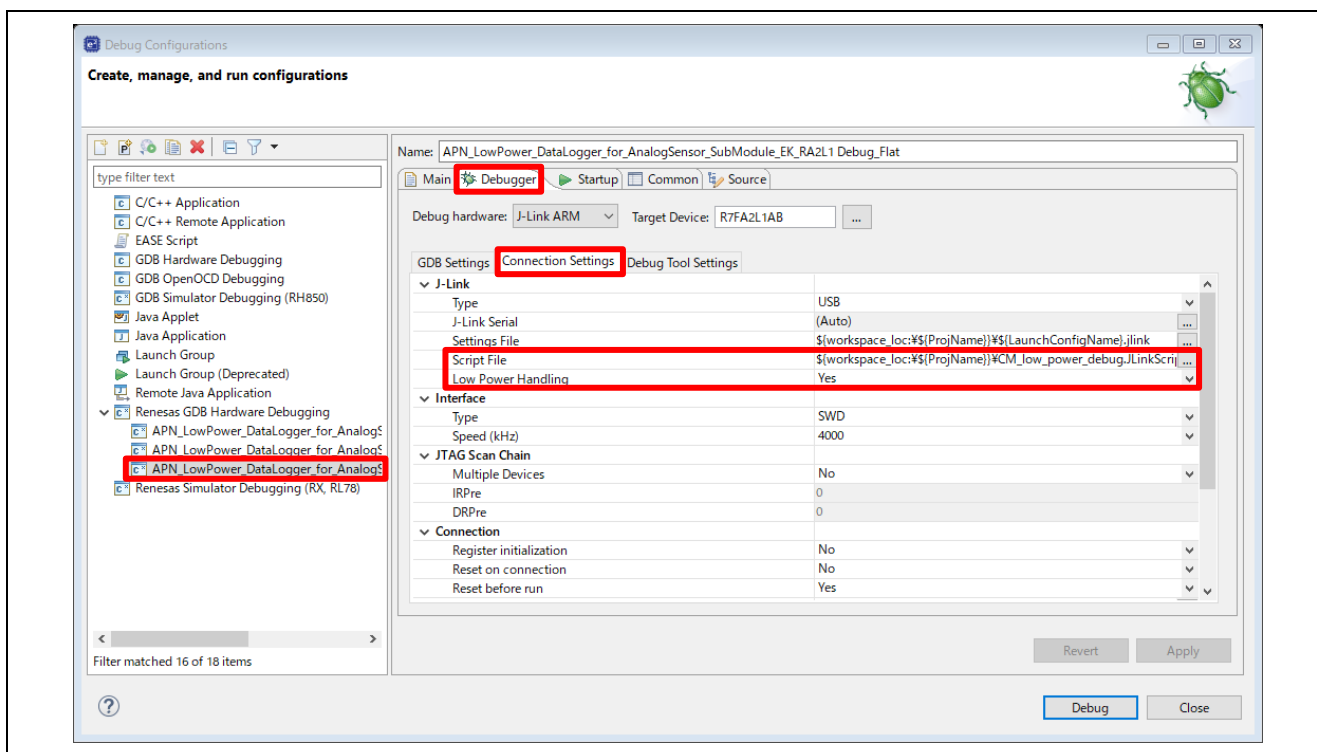 Debug Configurations
Create, manage, and run configurations
type filter text
C/C++ Application
C/C++ Remote Application
EASE Script
GDB Hardware Debugging
GDB OpenOCD Debugging
GDB Simulator Debugging (RH850)
Java Applet
Java Application
Launch Group
Launch Group (Deprecated)
Remote Java Application
Renesas GDB Hardware Debugging
APN_LowPower_DataLogger_for_AnalogS
APN_LowPower_DataLogger_for_AnalogS
APN_LowPower_DataLogger_for_AnalogS
Renesas Simulator Debugging (RX, RL78)
Filter matched 16 of 18 items
Name: APN_LowPower_DataLogger_for_AnalogSensor_SubModule_EK_RA2L1 Debug_Flat
Main Debugger Startup Common Source
Debug hardware: J-Link ARM Target Device: R7FA2L1AB ...
GDB Settings Connection Settings Debug Tool Settings
J-Link
Type USB
J-Link Serial (Auto) ...
Settings File ${workspace_loc:¥${ProjName}}¥${LaunchConfigName}.jlink ...
Script File ${workspace_loc:¥${ProjName}}¥CM_low_power_debug.JLinkScrip ...
Low Power Handling Yes
Interface
Type SWD
Speed (kHz) 4000
JTAG Scan Chain
Multiple Devices No
IRPre 0
DRPre 0
Connection
Register initialization No
Reset on connection No
Reset before run Yes
Revert Apply
Debug Close